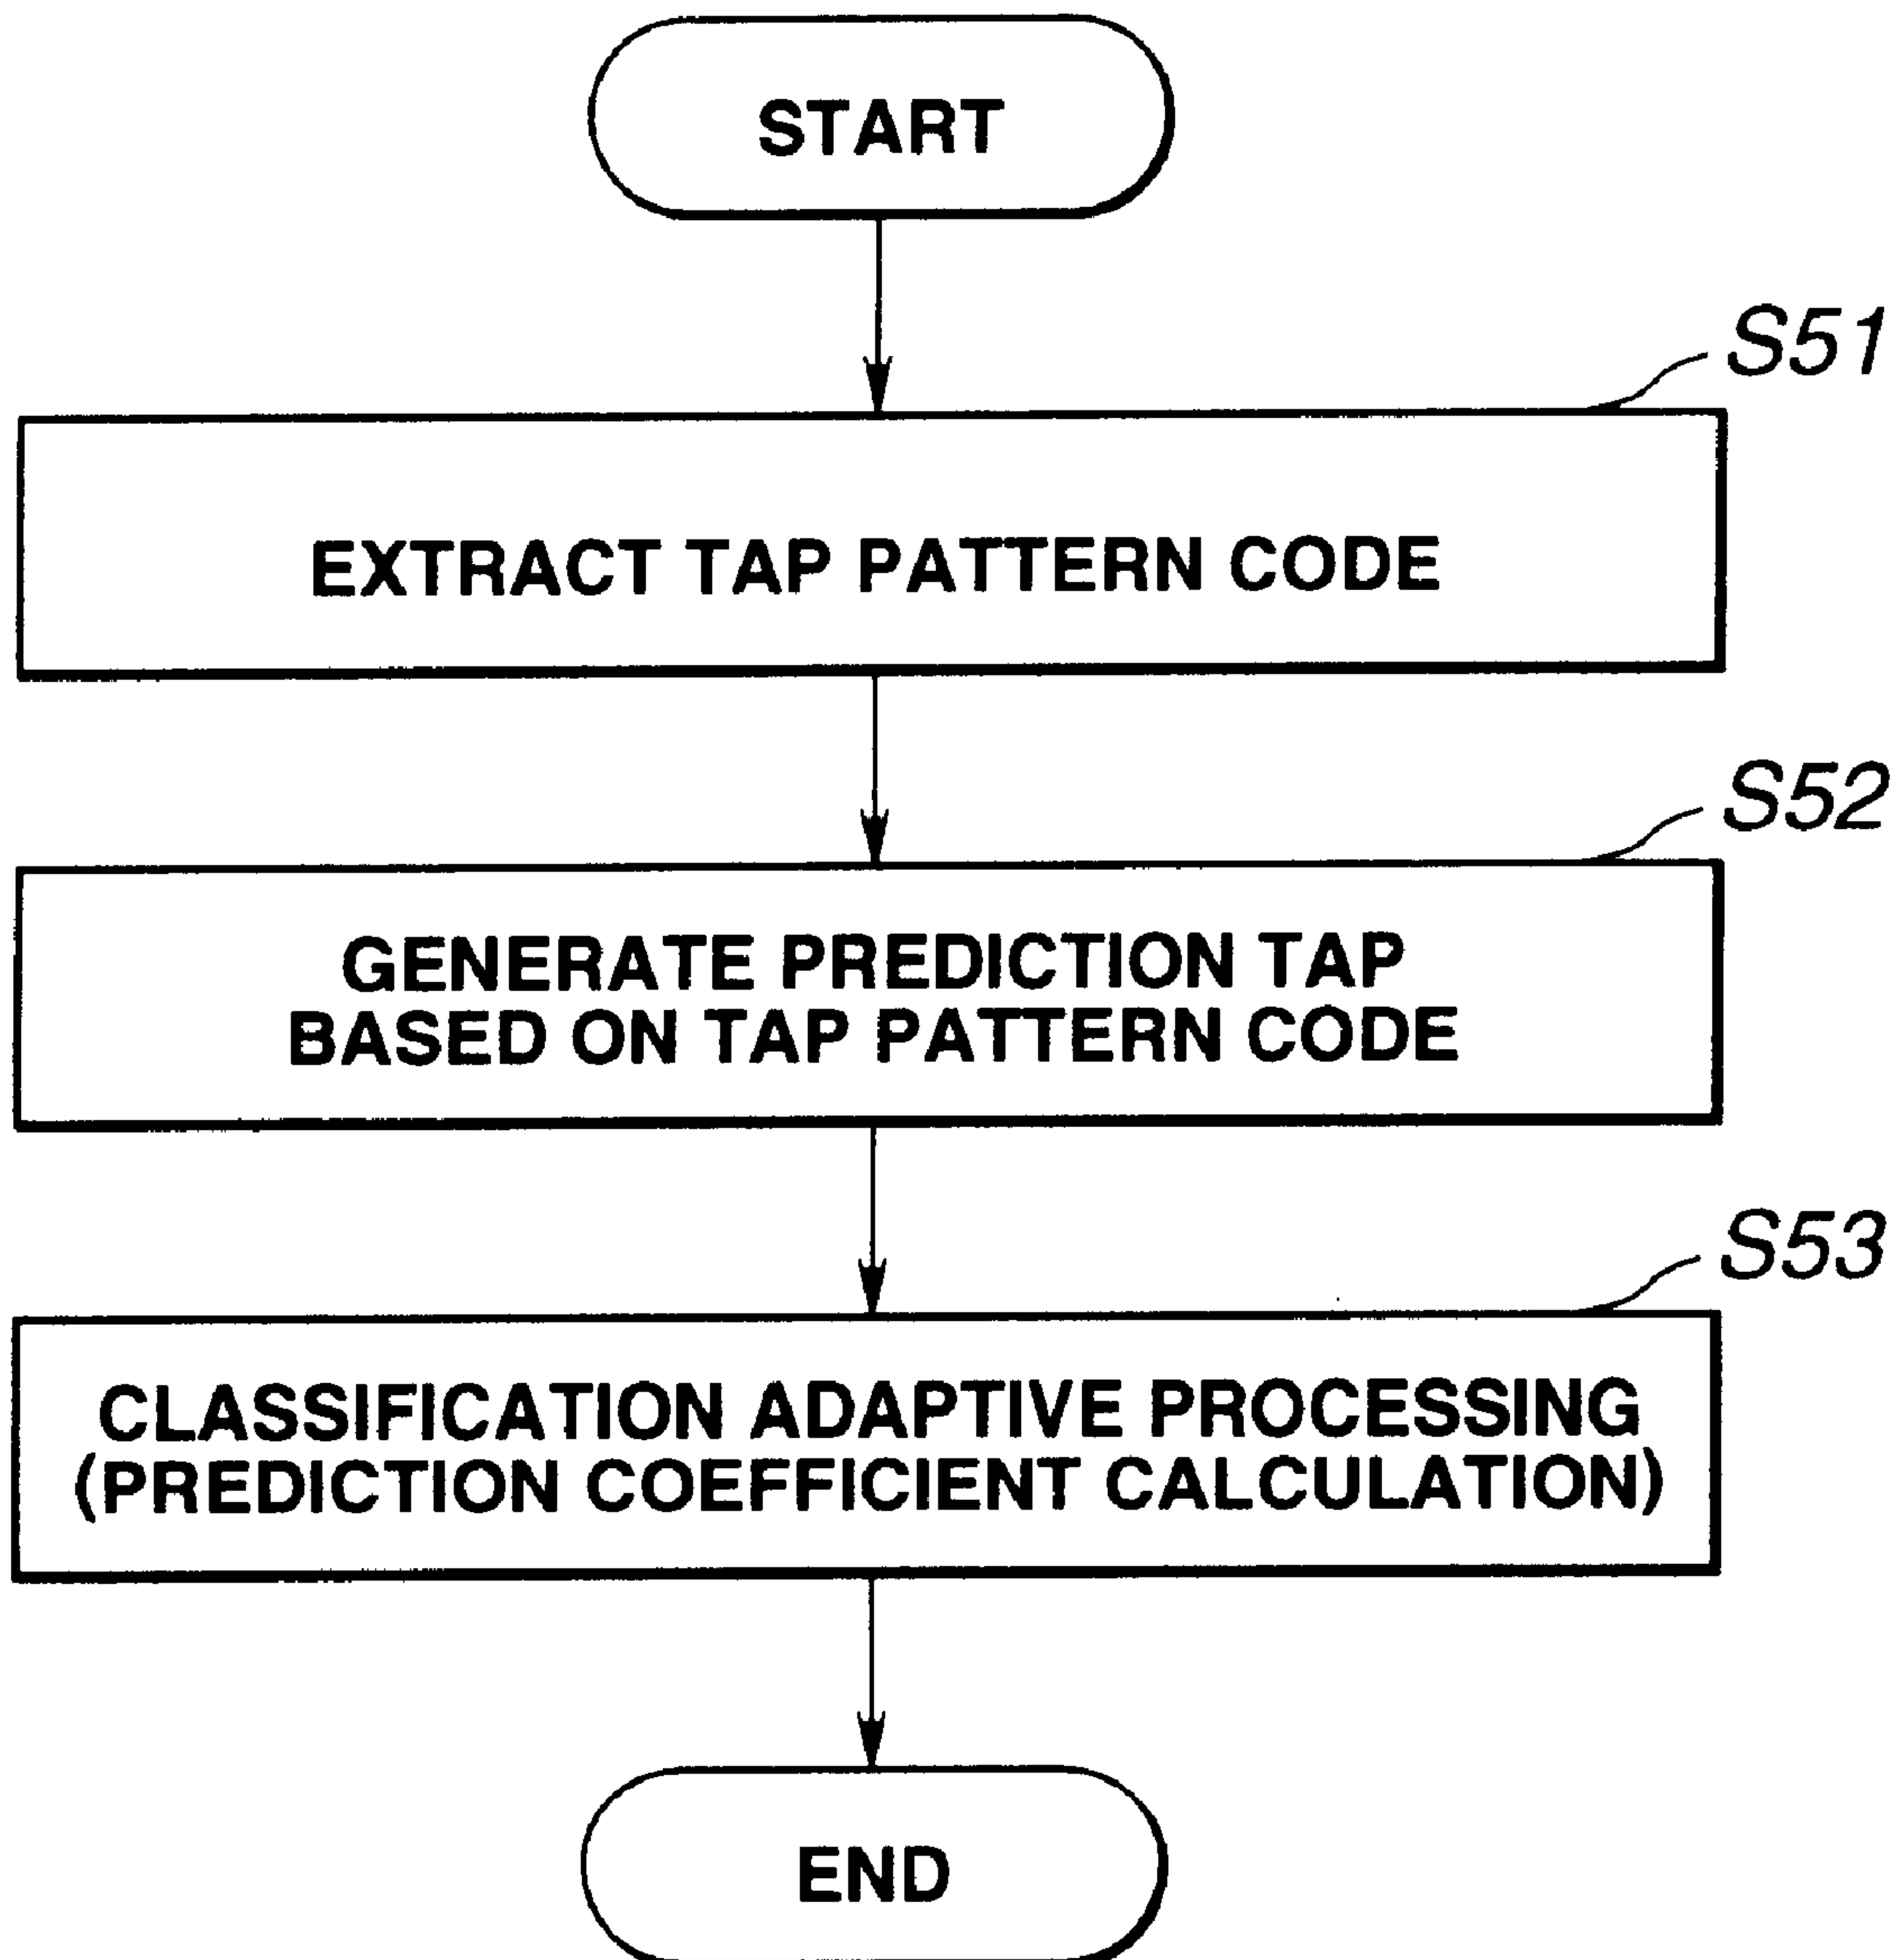 START
S51
EXTRACT TAP PATTERN CODE
S52
GENERATE PREDICTION TAP
BASED ON TAP PATTERN CODE
S53
CLASSIFICATION ADAPTIVE PROCESSING
(PREDICTION COEFFICIENT CALCULATION)
END